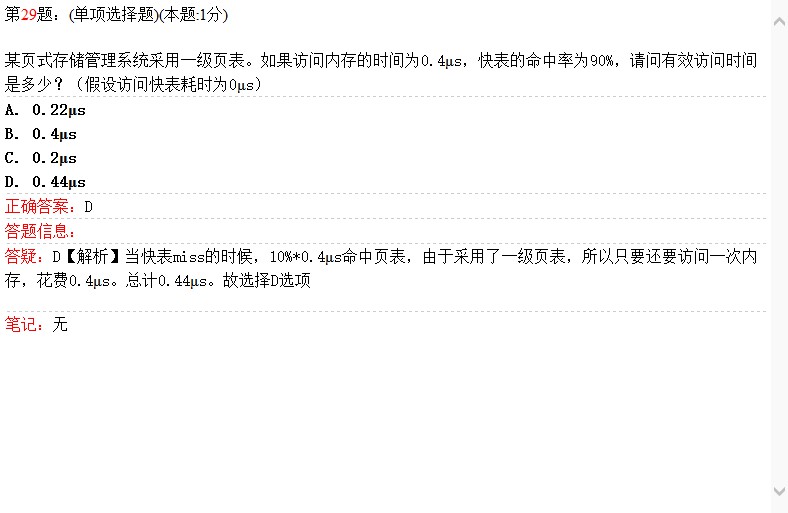 第29题：(单项选择题)(本题:1分)
某页式存储管理系统采用一级页表。如果访问内存的时间为0.4μs，快表的命中率为90%，请问有效访问时间
是多少？（假设访问快表耗时为0μs）
A. 0.22μs
B. 0.4μs
C. 0.2μs
D. 0.44μs
正确答案：D
答题信息：
答疑：D【解析】当快表miss的时候，10%*0.4μs命中页表，由于采用了一级页表，所以只要还要访问一次内
存，花费0.4μs。总计0.44μs。故选择D选项
笔记：无